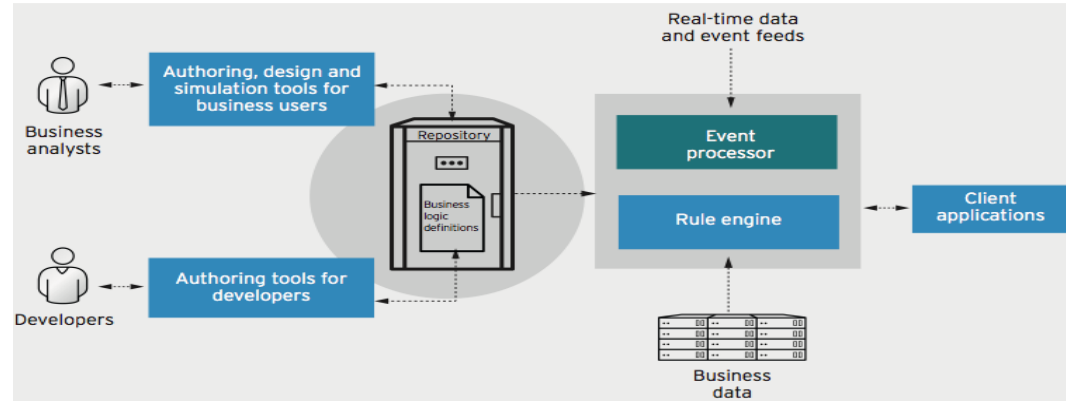 Real-time data
and event feeds
Authoring, design and
simulation tools for
business users
Business
analysts
Repository
Business
logic
definitions
Event
processor
Rule engine
Client
applications
Authoring tools for
developers
Developers
Business
data